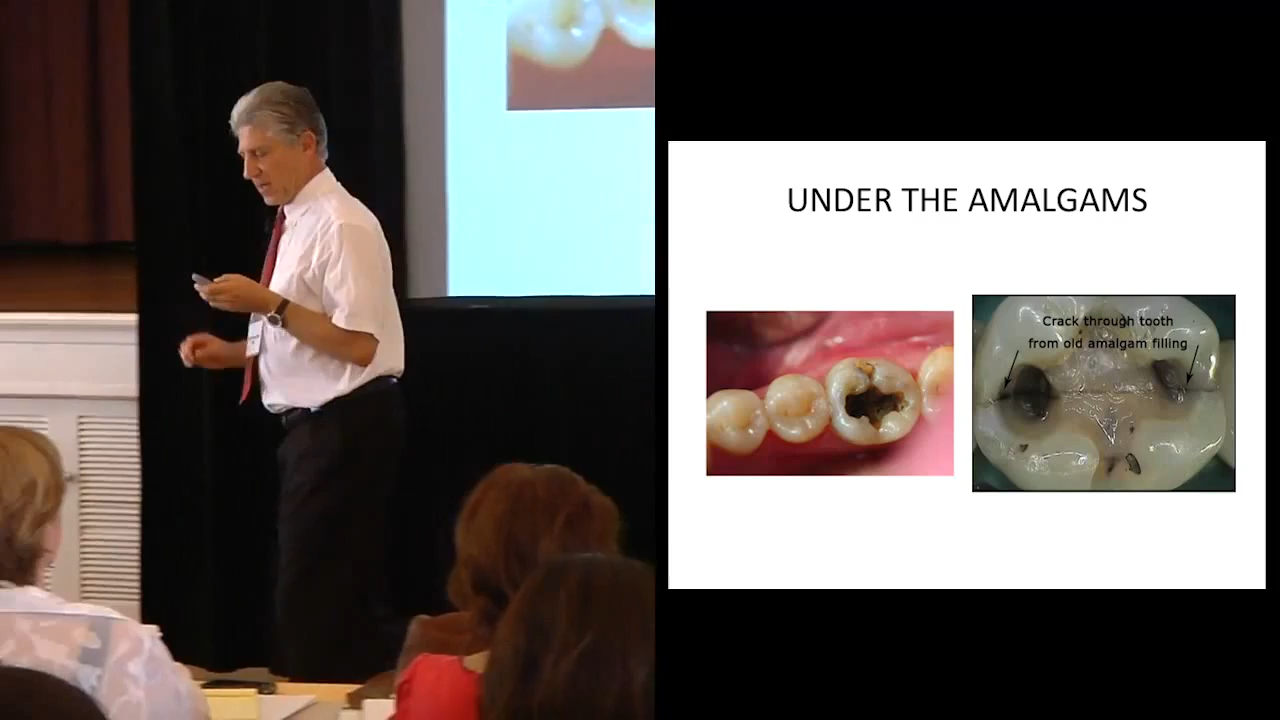 UNDER THE AMALGAMS
Crack through tooth
from old amalgam filling